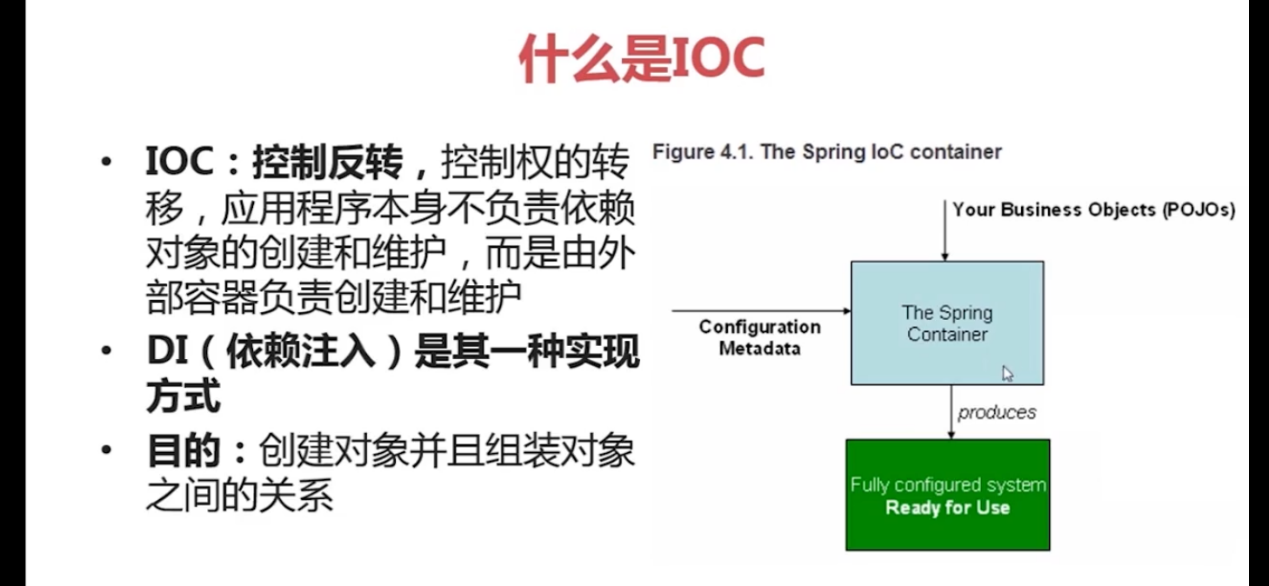 什么是IOC
• IOC：控制反转，控制权的转
移，应用程序本身不负责依赖
对象的创建和维护，而是由外
部容器负责创建和维护
• DI（依赖注入）是其一种实现
方式
• 目的：创建对象并且组装对象
之间的关系
Figure 4.1. The Spring IoC container
Your Business Objects (POJOs)
Configuration
Metadata
The Spring
Container
produces
Fully configured system
Ready for Use